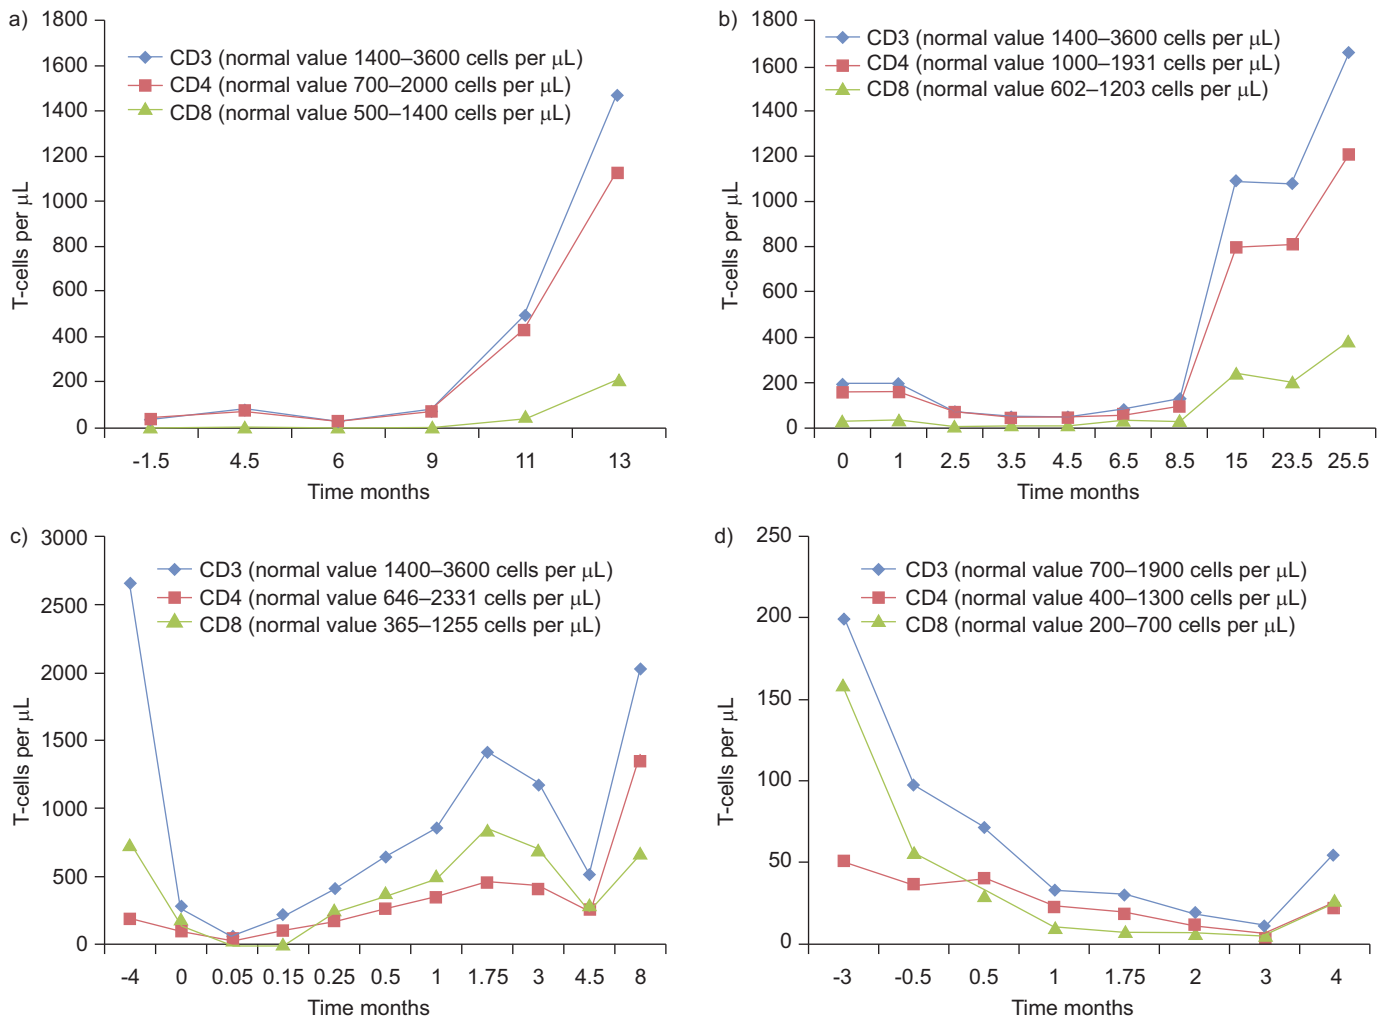 a)
1800
1600
1400
1200
1000
800
600
400
200
0
T-cells per μL
CD3 (normal value 1400–3600 cells per μL)
CD4 (normal value 700–2000 cells per μL)
CD8 (normal value 500–1400 cells per μL)
-1.5 4.5 6 9 11 13
Time months
b)
1800
1600
1400
1200
1000
800
600
400
200
0
T-cells per μL
CD3 (normal value 1400–3600 cells per μL)
CD4 (normal value 1000–1931 cells per μL)
CD8 (normal value 602–1203 cells per μL)
0 1 2.5 3.5 4.5 6.5 8.5 15 23.5 25.5
Time months
c)
3000
2500
2000
1500
1000
500
0
T-cells per μL
CD3 (normal value 1400–3600 cells per μL)
CD4 (normal value 646–2331 cells per μL)
CD8 (normal value 365–1255 cells per μL)
-4 0 0.05 0.15 0.25 0.5 1 1.75 3 4.5 8
Time months
d)
250
200
150
100
50
0
T-cells per μL
CD3 (normal value 700–1900 cells per μL)
CD4 (normal value 400–1300 cells per μL)
CD8 (normal value 200–700 cells per μL)
-3 -0.5 0.5 1 1.75 2 3 4
Time months